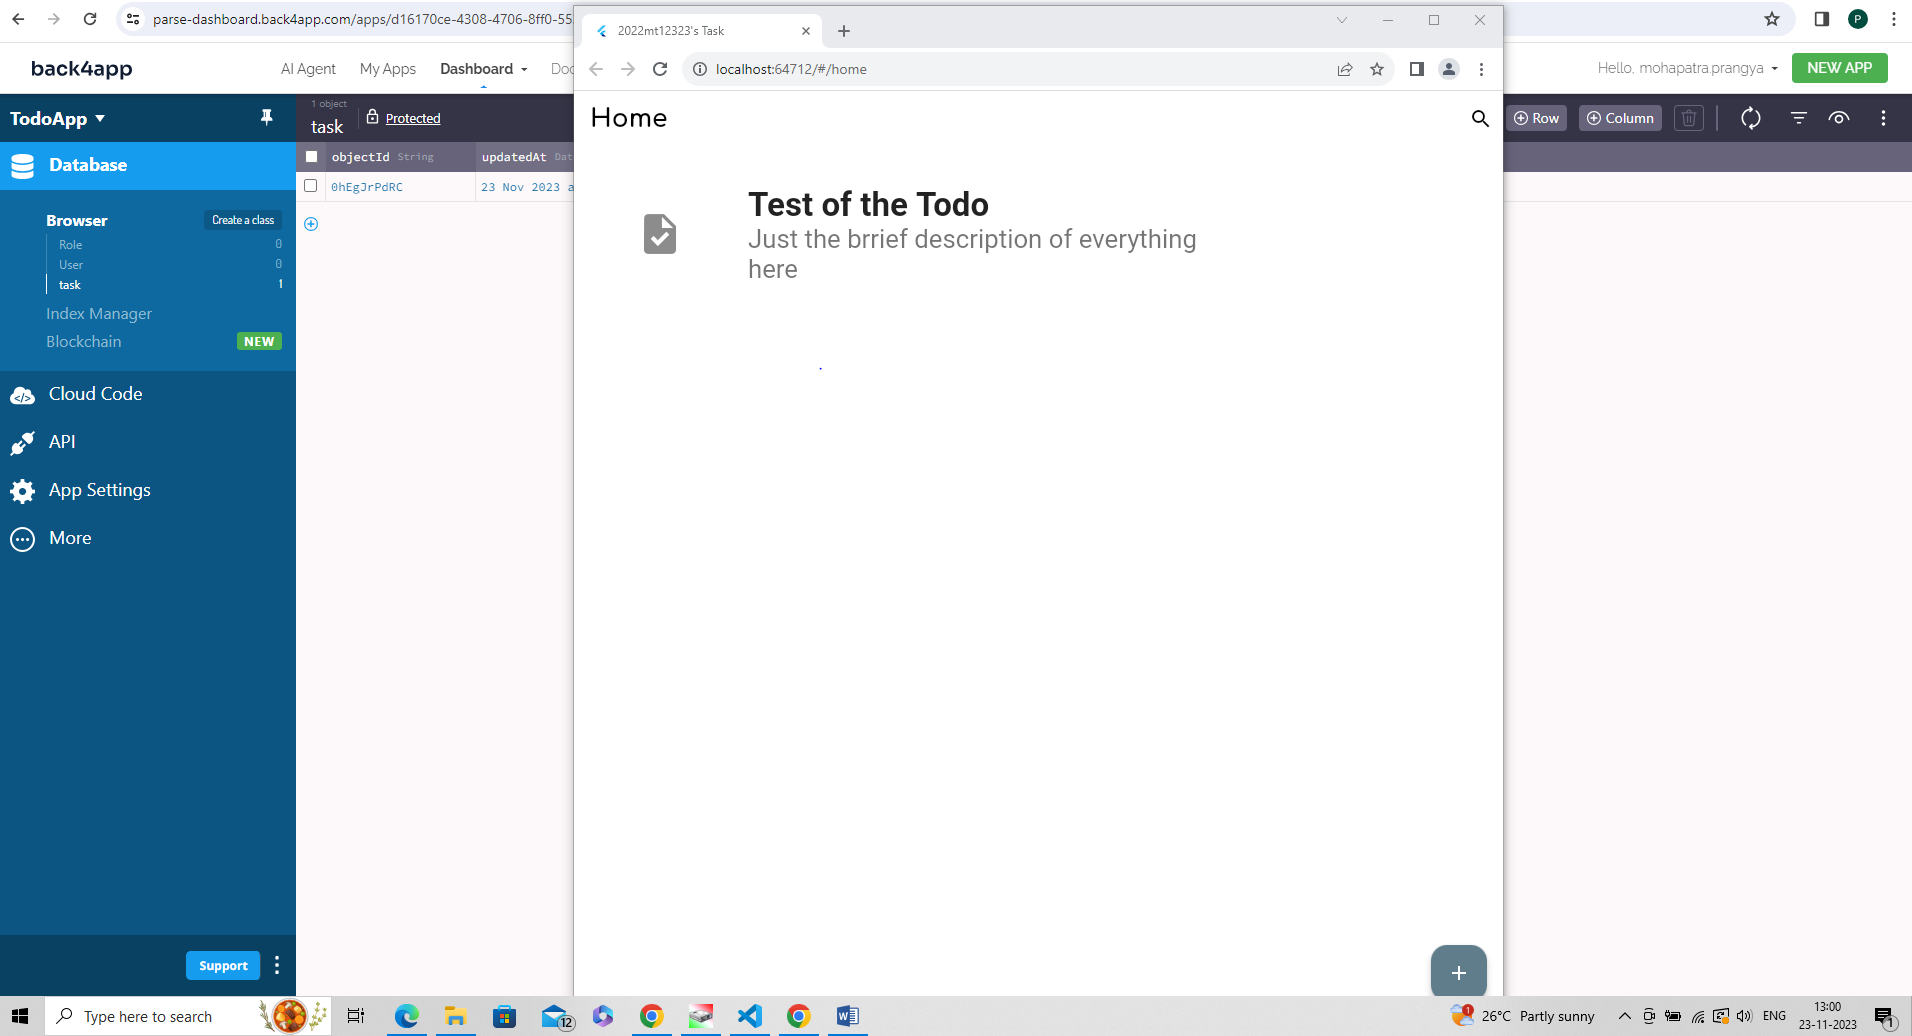 parse-dashboard.back4app.com/apps/d16170ce-4308-4706-8ff0-55
P
back4app
AI Agent
My Apps
Dashboard
Doc
Hello, mohapatra.prangya
NEW APP
2022mt12323's Task
localhost:64712/#/home
TodoApp
1 object
task
Protected
Row
Column
Database
objectId String
updatedAt Dat
0hEgJrPdRC
23 Nov 2023 a
Browser
Create a class
Role 0
User 0
task 1
Index Manager
Blockchain
NEW
Cloud Code
API
App Settings
More
Support
Home
Test of the Todo
Just the brrief description of everything
here
Type here to search
12
1
26°C Partly sunny
ENG
13:00
23-11-2023
1